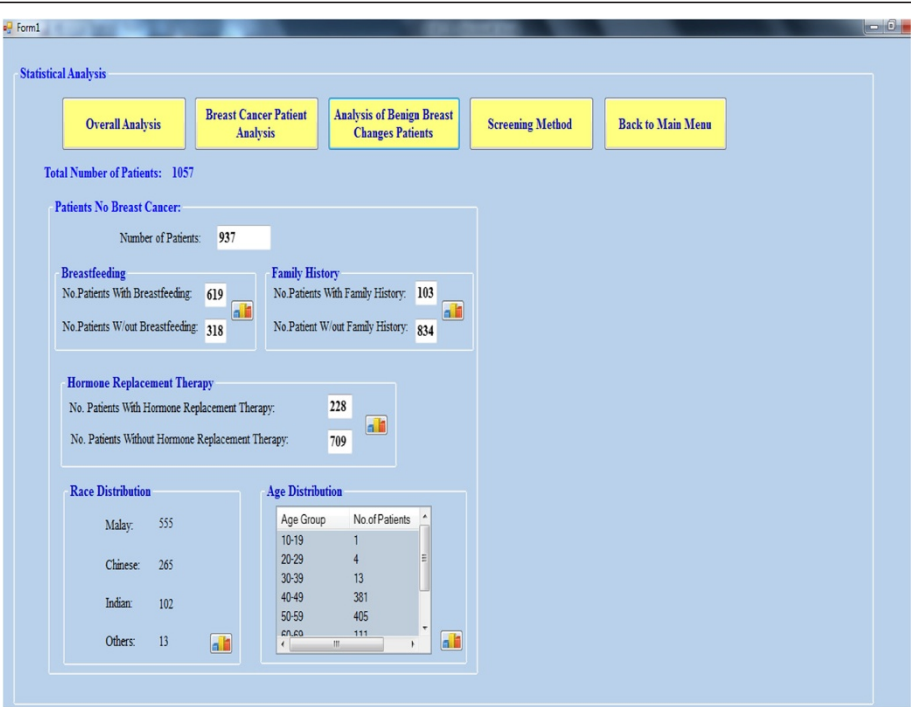 Form1
Statistical Analysis
Overall Analysis
Breast Cancer Patient
Analysis
Analysis of Benign Breast
Changes Patients
Screening Method
Back to Main Menu
Total Number of Patients: 1057
Patients No Breast Cancer:
Number of Patients: 937
Breastfeeding
No.Patients With Breastfeeding: 619
No.Patients W/out Breastfeeding: 318
Family History
No.Patients With Family History: 103
No.Patient W/out Family History: 834
Hormone Replacement Therapy
No. Patients With Hormone Replacement Therapy: 228
No. Patients Without Hormone Replacement Therapy: 709
Race Distribution
Malay: 555
Chinese: 265
Indian: 102
Others: 13
Age Distribution
Age Group No.of Patients
10-19 1
20-29 4
30-39 13
40-49 381
50-59 405
60-69 111